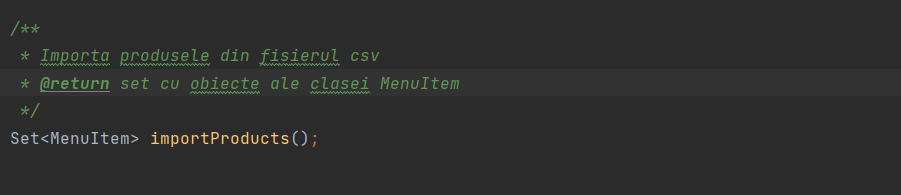 /**
* Importa produsele din fisierul csv
* @return set cu obiecte ale clasei MenuItem
*/
Set<MenuItem> importProducts();